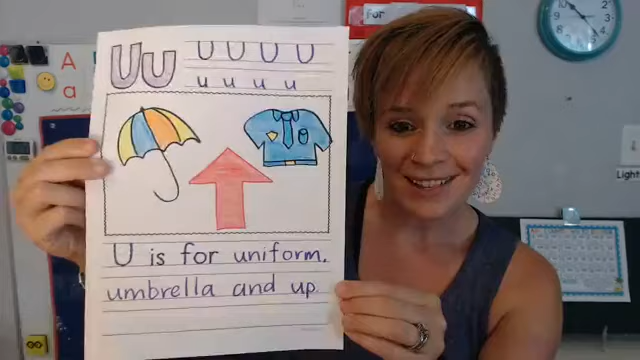 Uu
U U U U
u u u u
U is for uniform.
umbrella and up
for
A
a
Light